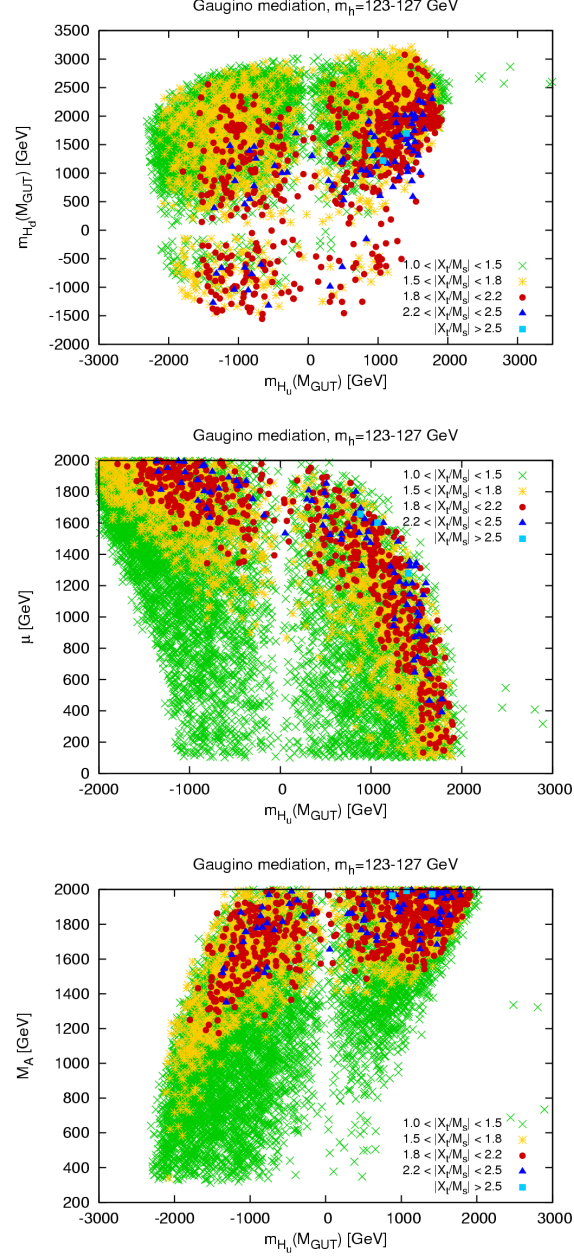 Gaugino mediation, m_h=123-127 GeV
3500
3000
2500
2000
1500
1000
500
0
-500
-1000
-1500
-2000
m_{H_d}(M_{GUT}) [GeV]
1.0 < |X_t/M_s| < 1.5
1.5 < |X_t/M_s| < 1.8
1.8 < |X_t/M_s| < 2.2
2.2 < |X_t/M_s| < 2.5
|X_t/M_s| > 2.5
-3000 -2000 -1000 0 1000 2000 3000
m_{H_u}(M_{GUT}) [GeV]
Gaugino mediation, m_h=123-127 GeV
2000
1800
1600
1400
1200
1000
800
600
400
200
0
μ [GeV]
1.0 < |X_t/M_s| < 1.5
1.5 < |X_t/M_s| < 1.8
1.8 < |X_t/M_s| < 2.2
2.2 < |X_t/M_s| < 2.5
|X_t/M_s| > 2.5
-2000 -1000 0 1000 2000 3000
m_{H_u}(M_{GUT}) [GeV]
Gaugino mediation, m_h=123-127 GeV
2000
1800
1600
1400
1200
1000
800
600
400
200
M_A [GeV]
1.0 < |X_t/M_s| < 1.5
1.5 < |X_t/M_s| < 1.8
1.8 < |X_t/M_s| < 2.2
2.2 < |X_t/M_s| < 2.5
|X_t/M_s| > 2.5
-3000 -2000 -1000 0 1000 2000 3000
m_{H_u}(M_{GUT}) [GeV]